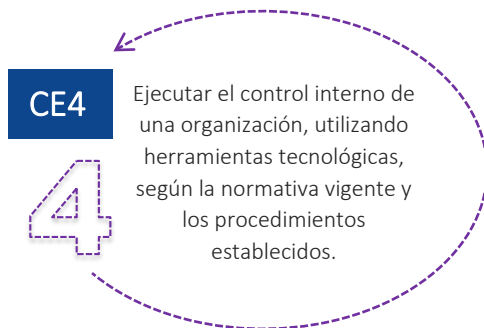 CE4
4
Ejecutar el control interno de
una organización, utilizando
herramientas tecnológicas,
según la normativa vigente y
los procedimientos
establecidos.